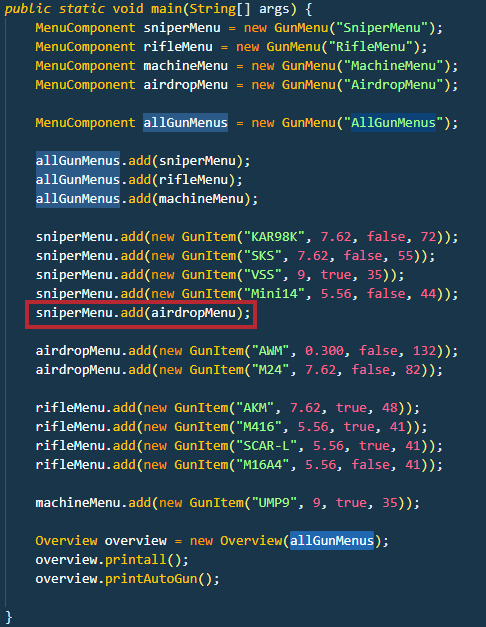 public static void main(String[] args) {
MenuComponent sniperMenu = new GunMenu("SniperMenu");
MenuComponent rifleMenu = new GunMenu("RifleMenu");
MenuComponent machineMenu = new GunMenu("MachineMenu");
MenuComponent airdropMenu = new GunMenu("AirdropMenu");
MenuComponent allGunMenus = new GunMenu("AllGunMenus");
allGunMenus.add(sniperMenu);
allGunMenus.add(rifleMenu);
allGunMenus.add(machineMenu);
sniperMenu.add(new GunItem("KAR98K", 7.62, false, 72));
sniperMenu.add(new GunItem("SKS", 7.62, false, 55));
sniperMenu.add(new GunItem("VSS", 9, true, 35));
sniperMenu.add(new GunItem("Mini14", 5.56, false, 44));
sniperMenu.add(airdropMenu);
airdropMenu.add(new GunItem("AWM", 0.300, false, 132));
airdropMenu.add(new GunItem("M24", 7.62, false, 82));
rifleMenu.add(new GunItem("AKM", 7.62, true, 48));
rifleMenu.add(new GunItem("M416", 5.56, true, 41));
rifleMenu.add(new GunItem("SCAR-L", 5.56, true, 41));
rifleMenu.add(new GunItem("M16A4", 5.56, false, 41));
machineMenu.add(new GunItem("UMP9", 9, true, 35));
Overview overview = new Overview(allGunMenus);
overview.printall();
overview.printAutoGun();
}